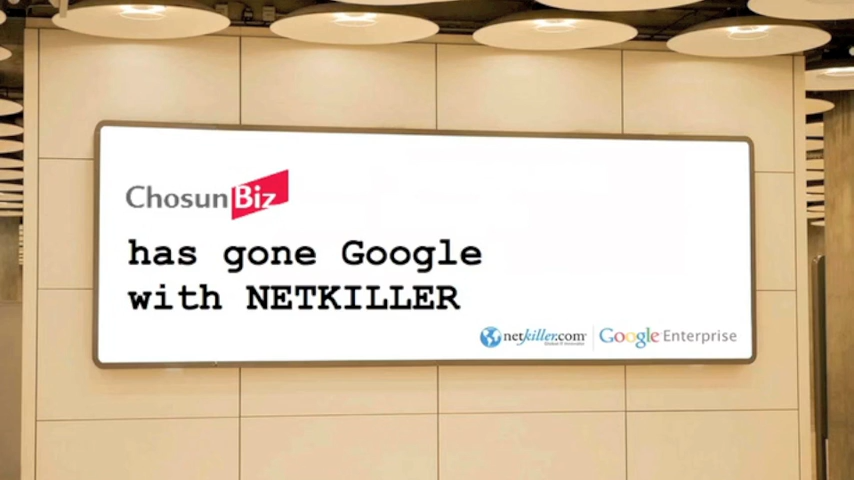 ChosunBiz
has gone Google
with NETKILLER
netkiller.com
Google Enterprise